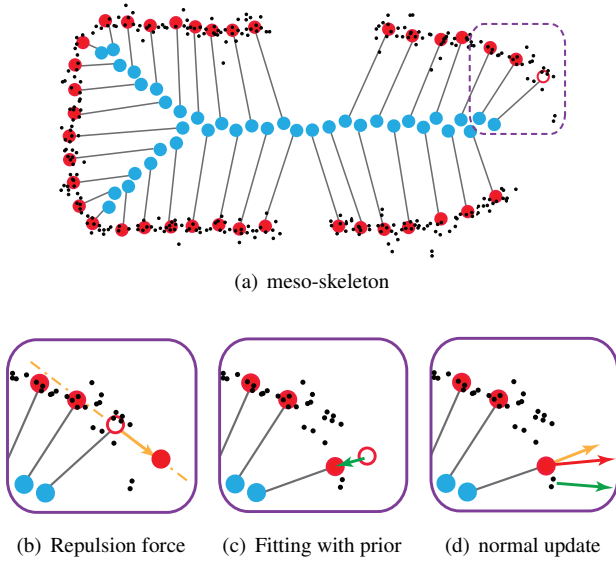 (a) meso-skeleton
(b) Repulsion force
(c) Fitting with prior
(d) normal update